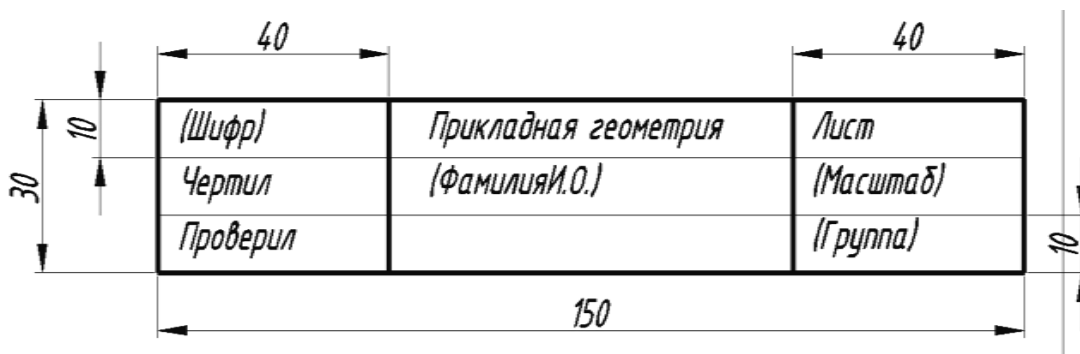 40 40
10 (Шифр) Прикладная геометрия Лист
30 Чертил (ФамилияИ.О.) (Масштаб)
Проверил (Группа) 10
150